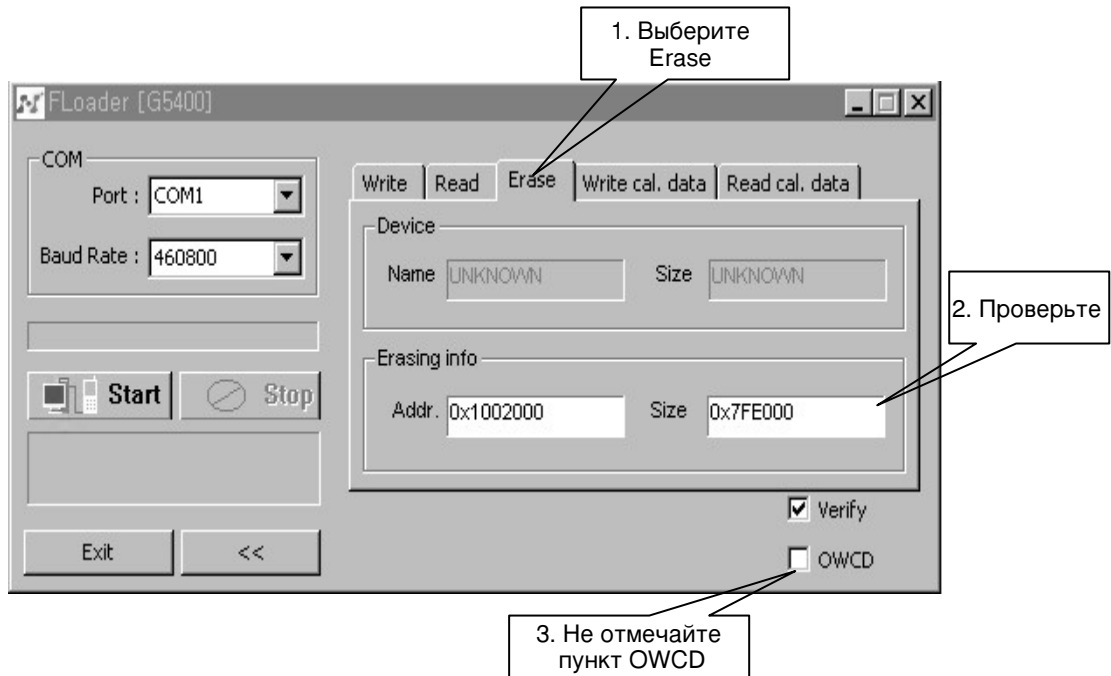 1. Выберите
Erase
FLoader [G5400]
COM
Port : COM1
Baud Rate : 460800
Write Read Erase Write cal. data Read cal. data
Device
Name UNKNOWN Size UNKNOWN
2. Проверьте
Erasing info
Start Stop
Addr. 0x1002000 Size 0x7FE000
Verify
Exit <<
OWCD
3. Не отмечайте
пункт OWCD